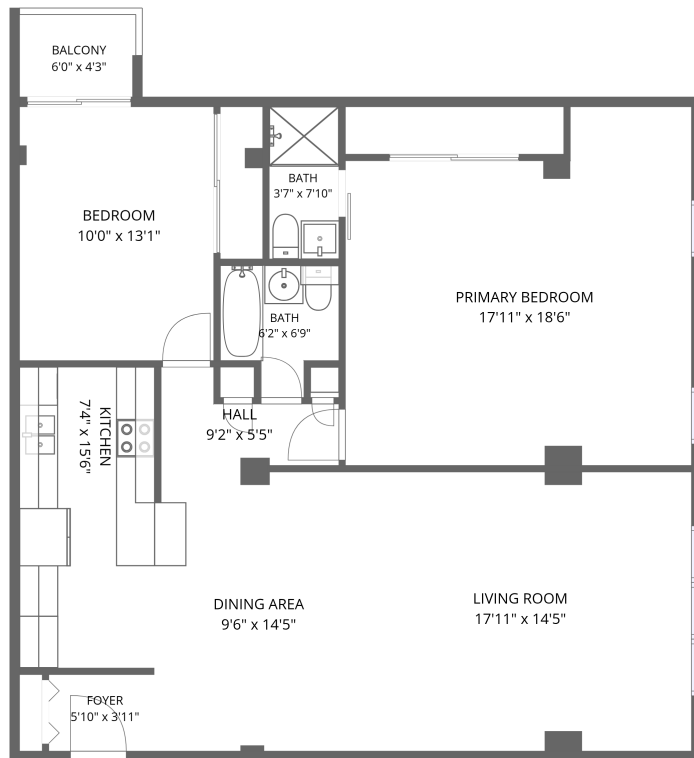 BALCONY
6'0" x 4'3"
BATH
3'7" x 7'10"
BEDROOM
10'0" x 13'1"
PRIMARY BEDROOM
17'11" x 18'6"
BATH
6'2" x 6'9"
KITCHEN
7'4" x 15'6"
HALL
9'2" x 5'5"
DINING AREA
9'6" x 14'5"
LIVING ROOM
17'11" x 14'5"
FOYER
5'10" x 3'11"